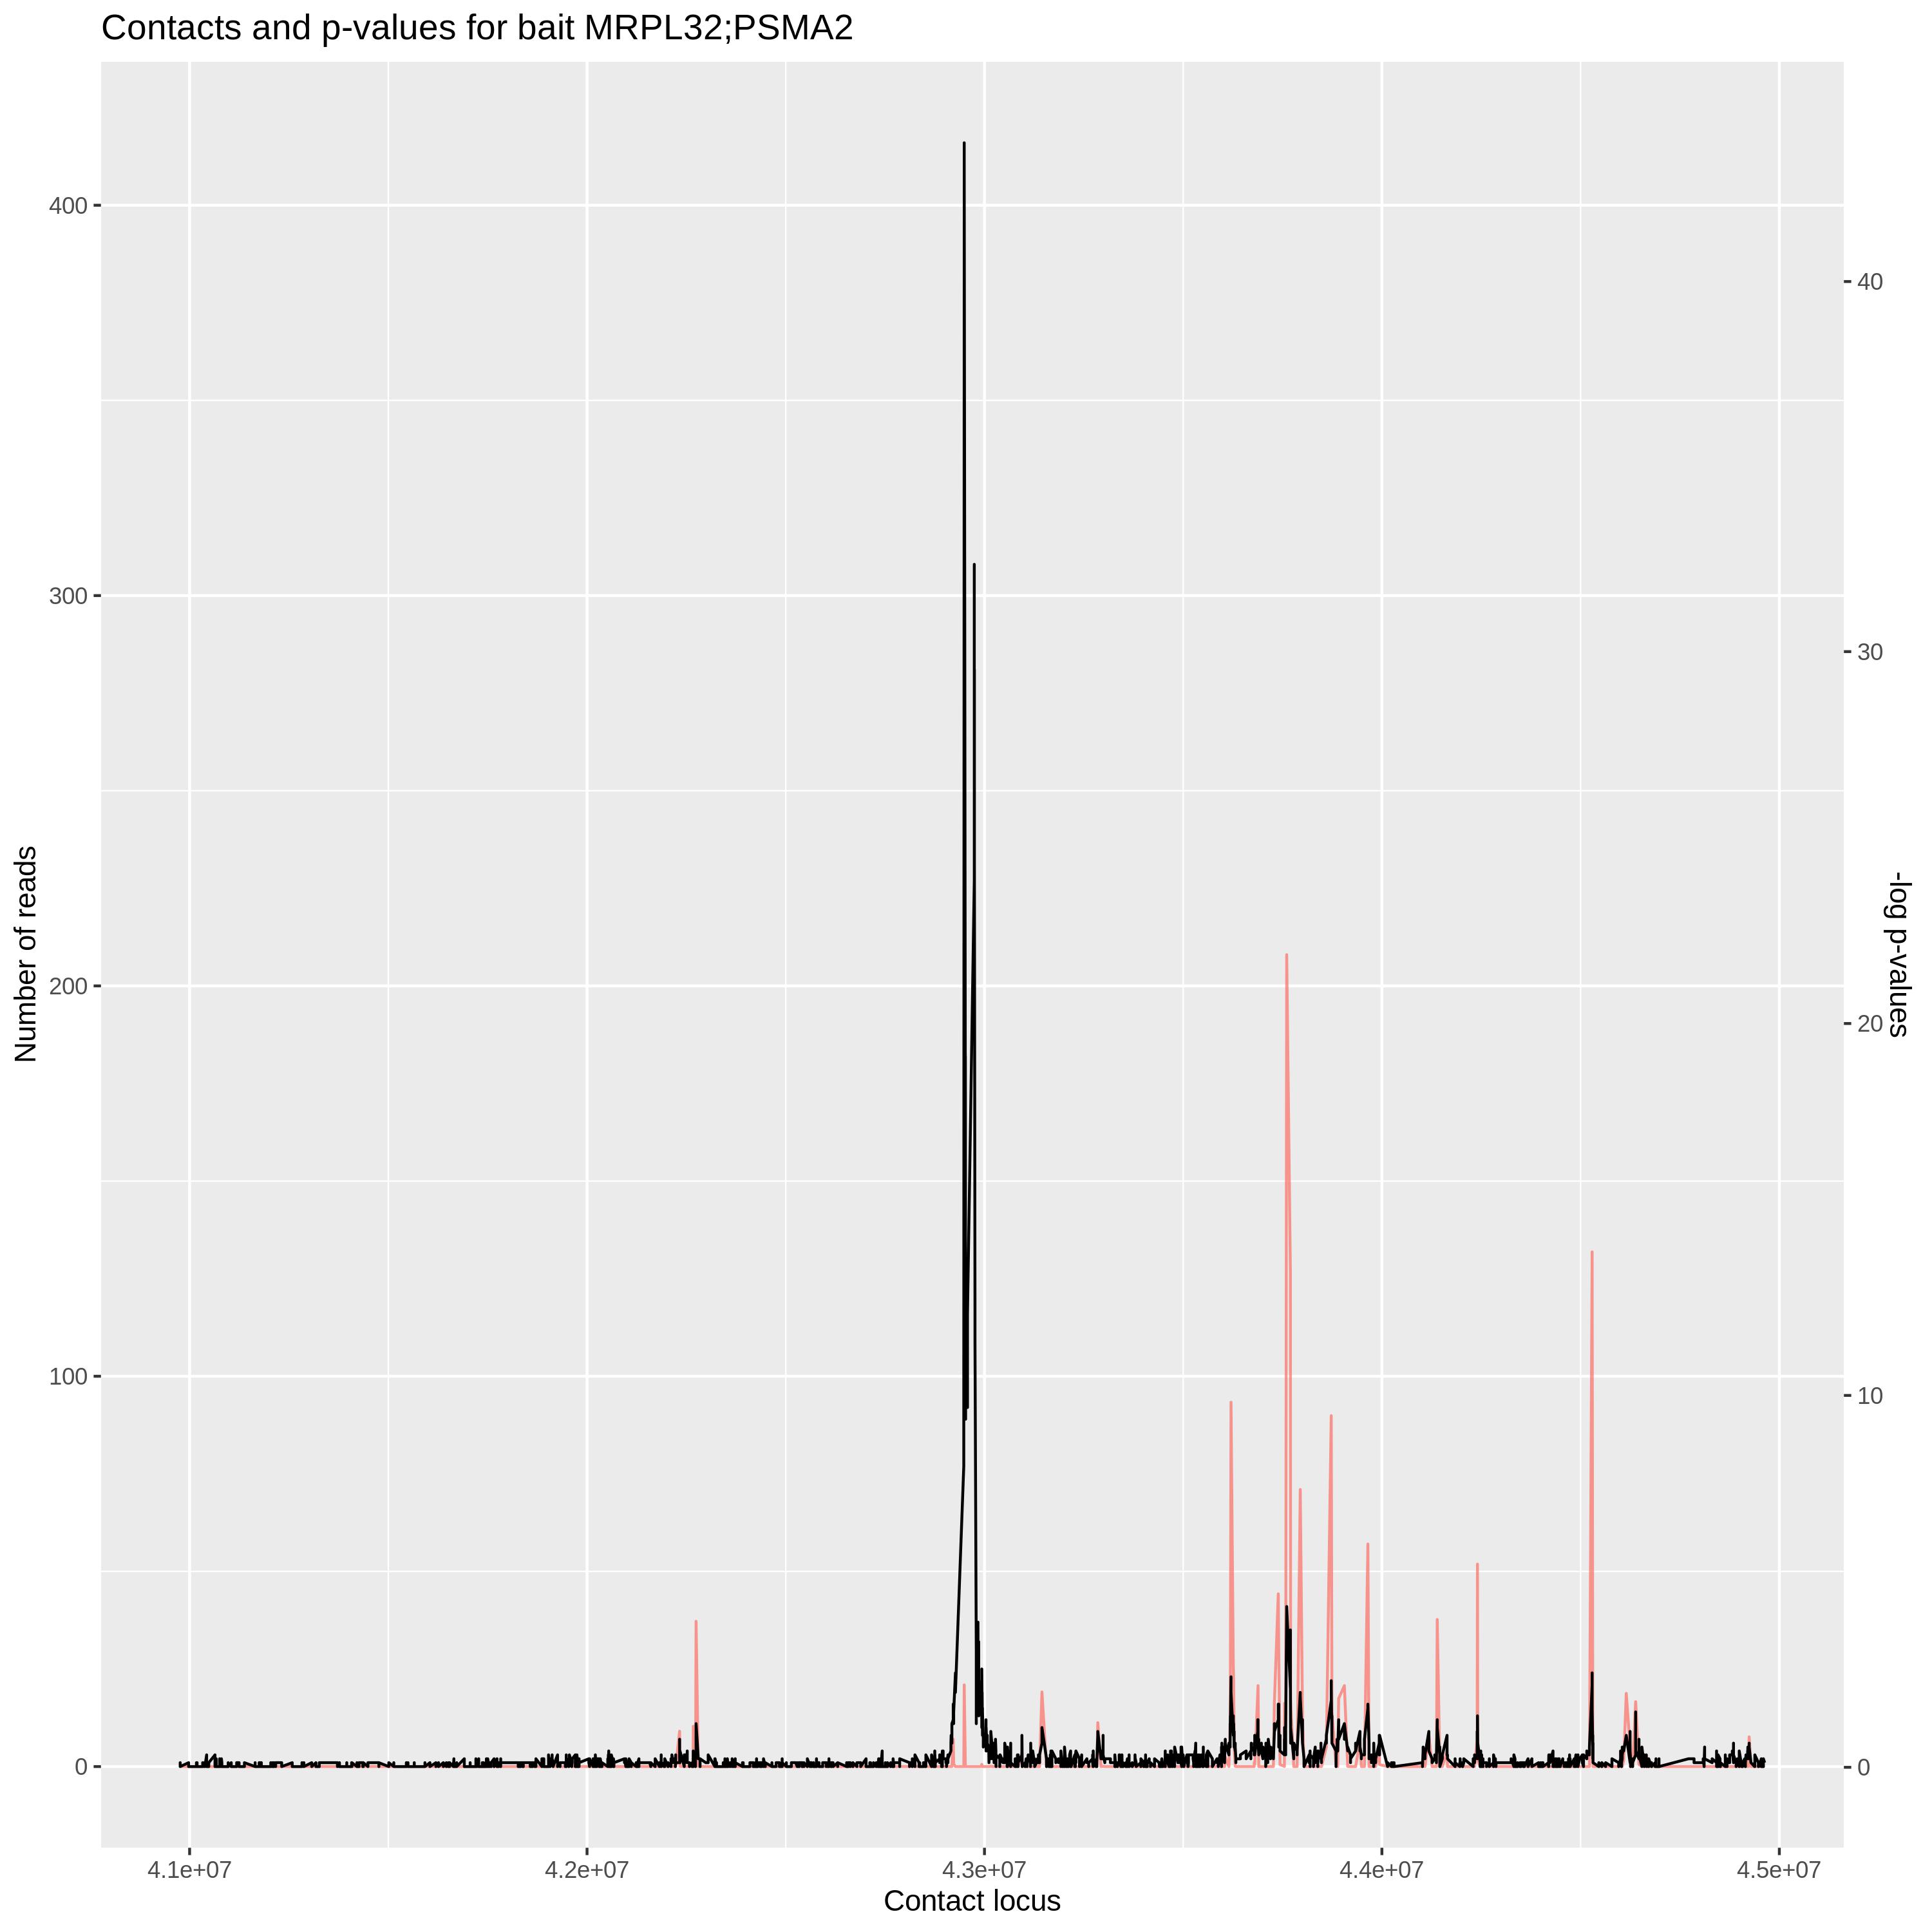 Contacts and p-values for bait MRPL32;PSMA2
400
300
200
100
0
Number of reads
40
30
20
10
0
-log p-values
4.1e+07
4.2e+07
4.3e+07
4.4e+07
4.5e+07
Contact locus